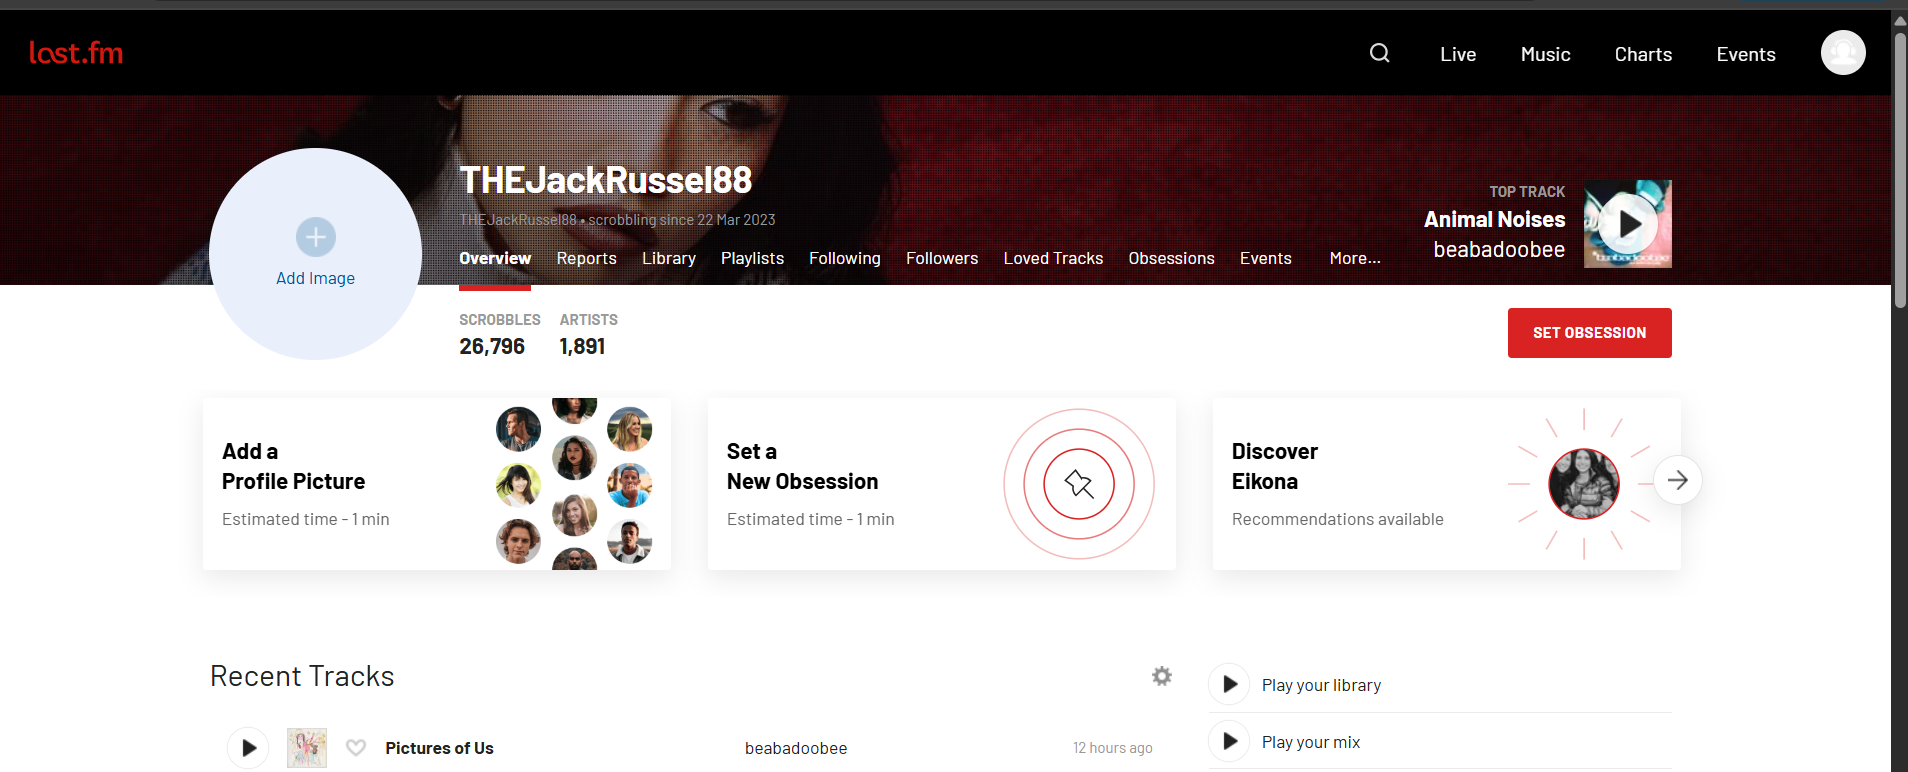 last.fm
Live Music Charts Events
THEJackRussel88
THEJackRussel88 • scrobbling since 22 Mar 2023
Overview Reports Library Playlists Following Followers Loved Tracks Obsessions Events More...
TOP TRACK
Animal Noises
beabadoobee
Add Image
SCROBBLES ARTISTS
26,796 1,891
SET OBSESSION
Add a
Profile Picture
Estimated time - 1 min
Set a
New Obsession
Estimated time - 1 min
Discover
Eikona
Recommendations available
Recent Tracks
Pictures of Us beabadoobee 12 hours ago
Play your library
Play your mix